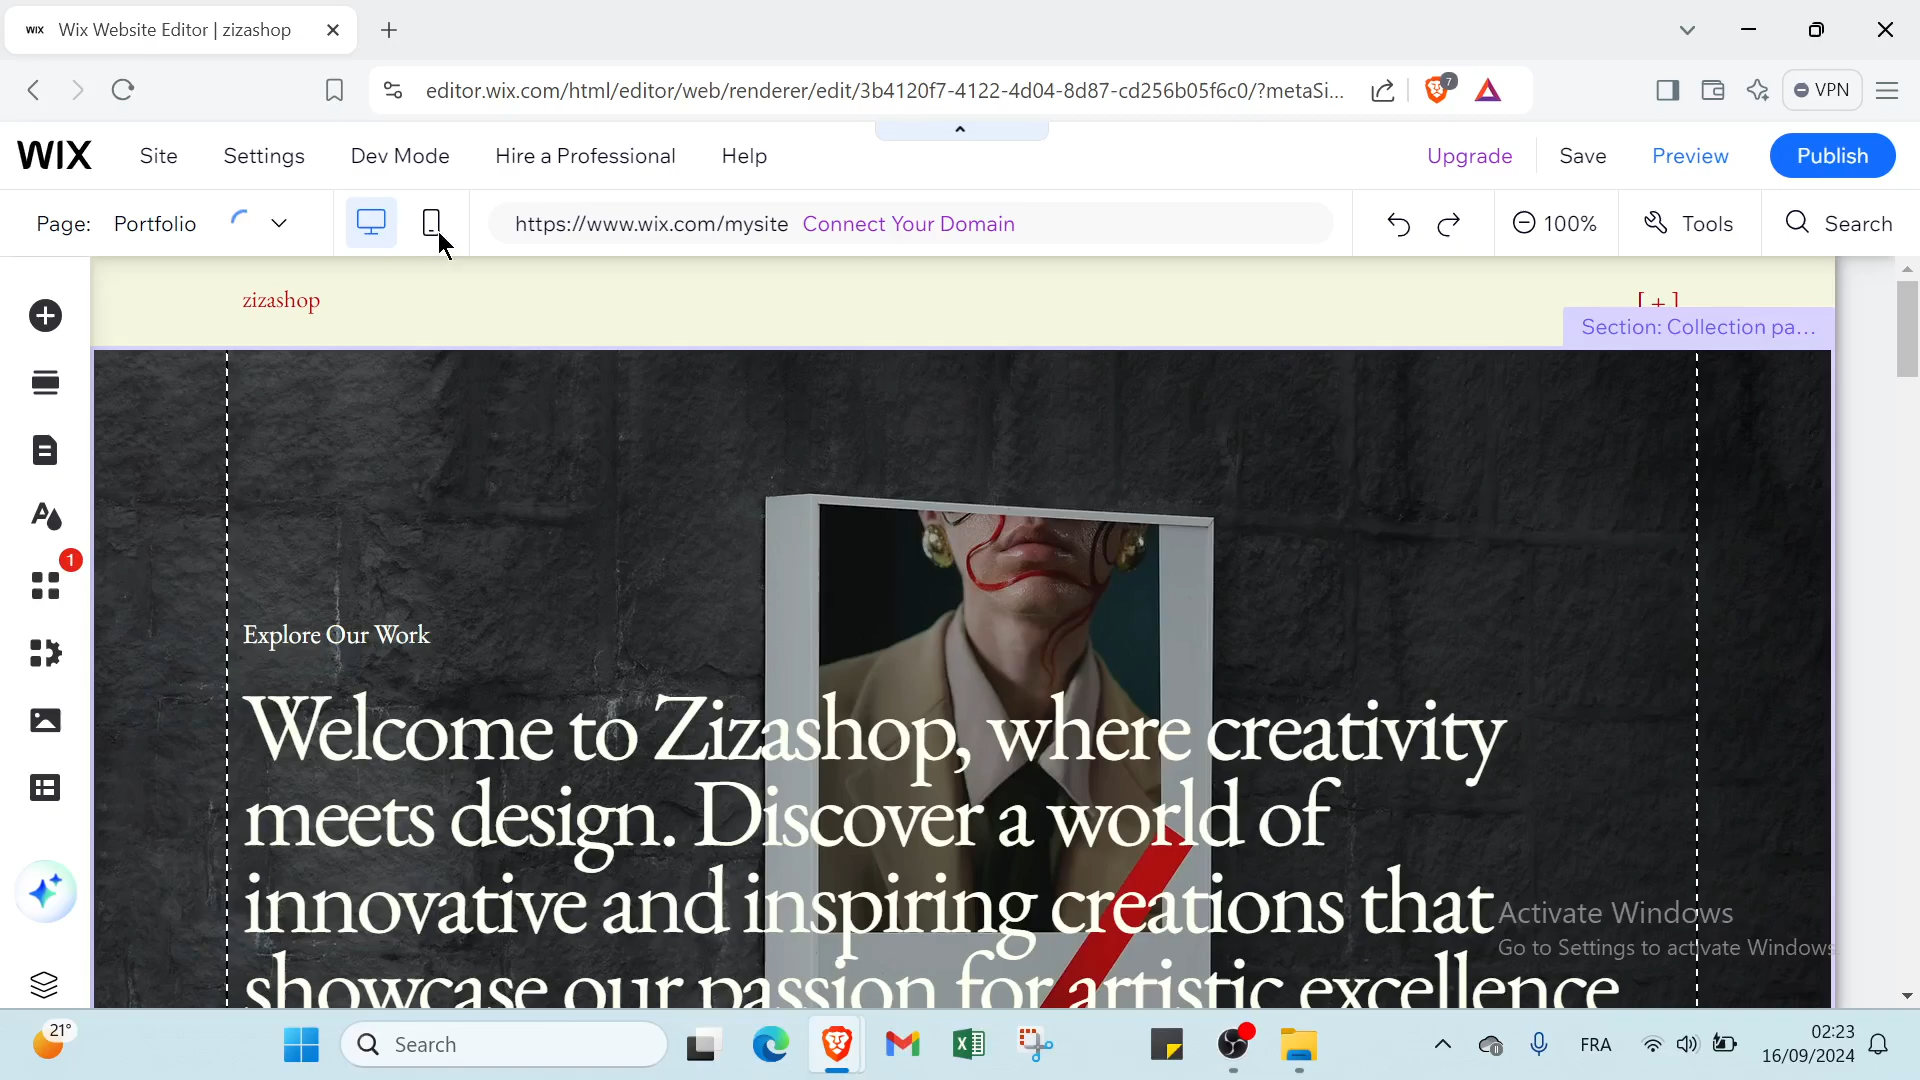 WIX Wix Website Editor | zizashop
editor.wix.com/html/editor/web/renderer/edit/3b4120f7-4122-4d04-8d87-cd256b05f6c0/?metaSi... 7 VPN
WIX Site Settings Dev Mode Hire a Professional Help Upgrade Save Preview Publish
Page: Portfolio https://www.wix.com/mysite Connect Your Domain 100% Tools Search
zizashop [ + ]
Section: Collection pa...
1
Explore Our Work
Welcome to Zizashop, where creativity
meets design. Discover a world of
innovative and inspiring creations that
showcase our passion for artistic excellence
Activate Windows
Go to Settings to activate Windows.
21° Search FRA 02:23
16/09/2024